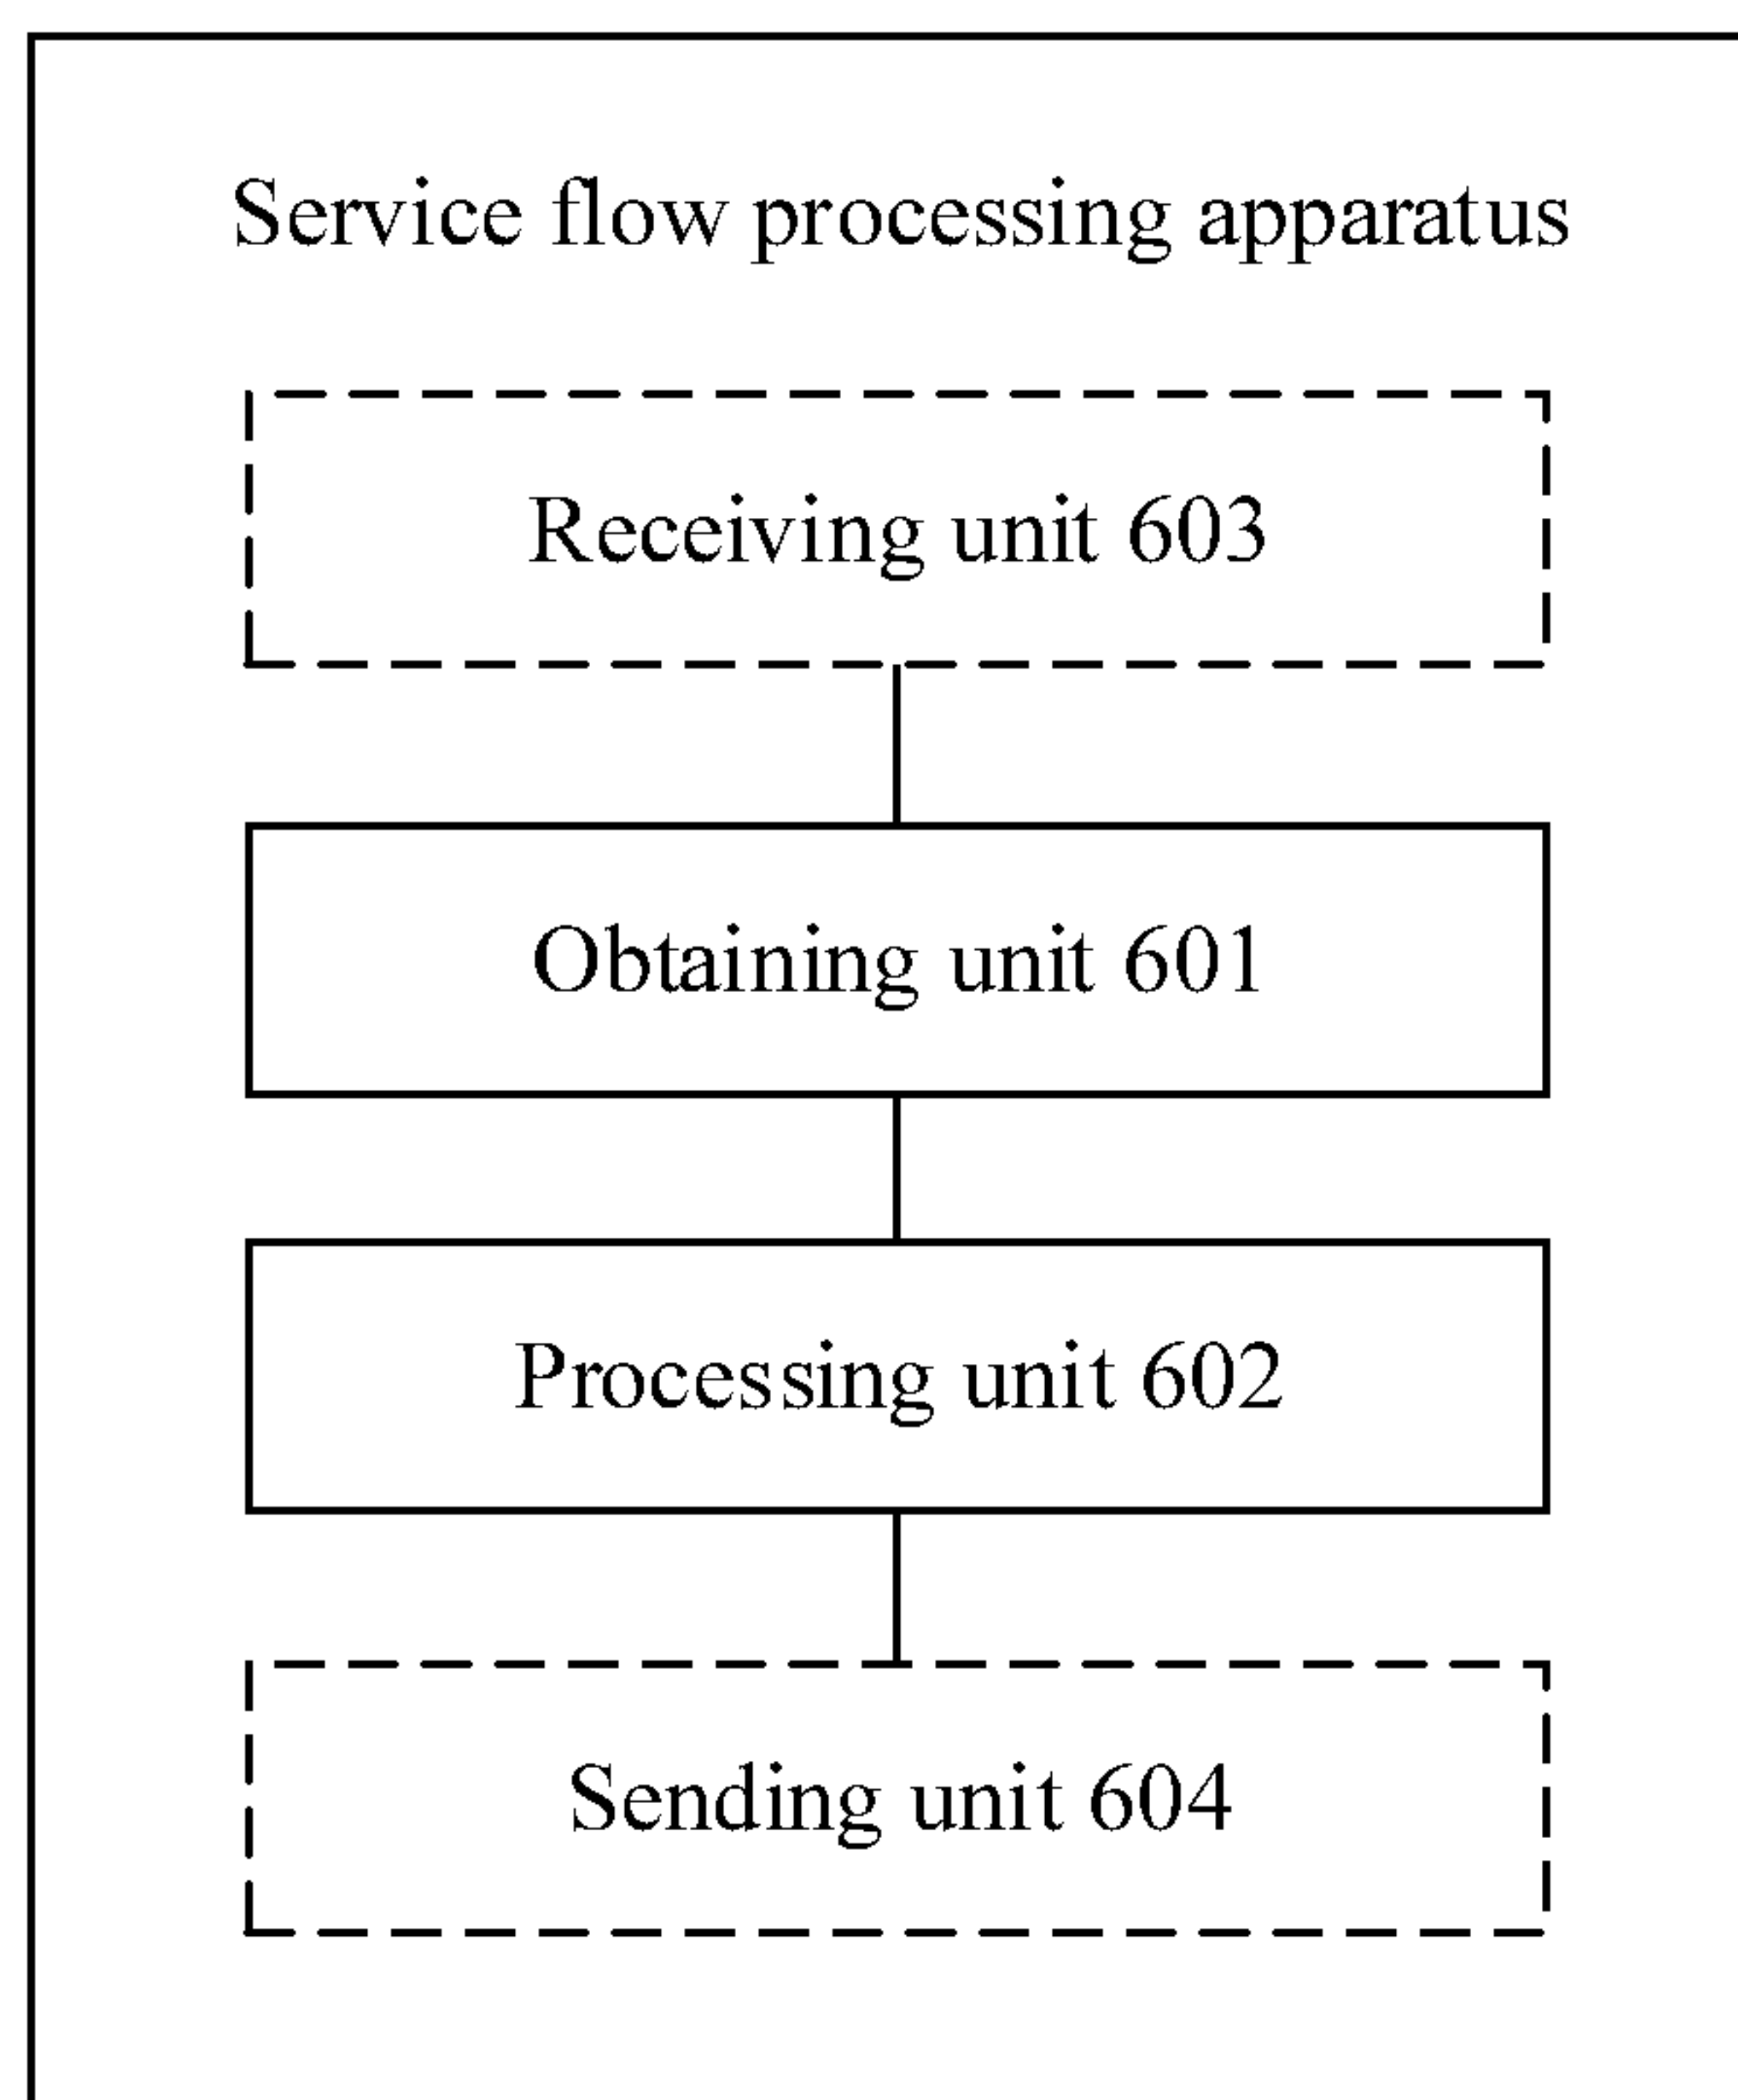 Service flow processing apparatus
Receiving unit 603
Obtaining unit 601
Processing unit 602
Sending unit 604